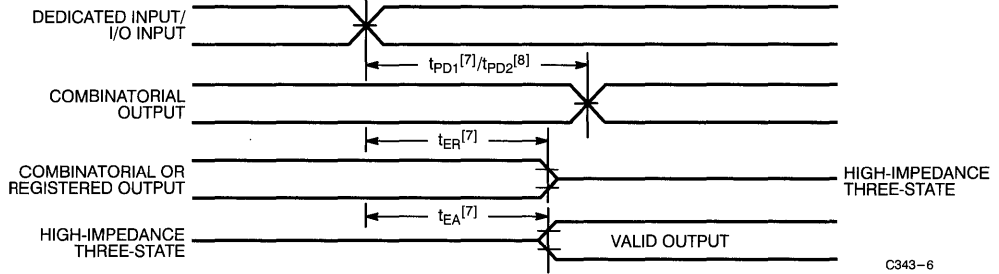 DEDICATED INPUT/
I/O INPUT
tPD1[7]/tPD2[8]
COMBINATORIAL
OUTPUT
tER[7]
COMBINATORIAL OR
REGISTERED OUTPUT
HIGH-IMPEDANCE
THREE-STATE
tEA[7]
HIGH-IMPEDANCE
THREE-STATE
VALID OUTPUT
C343-6